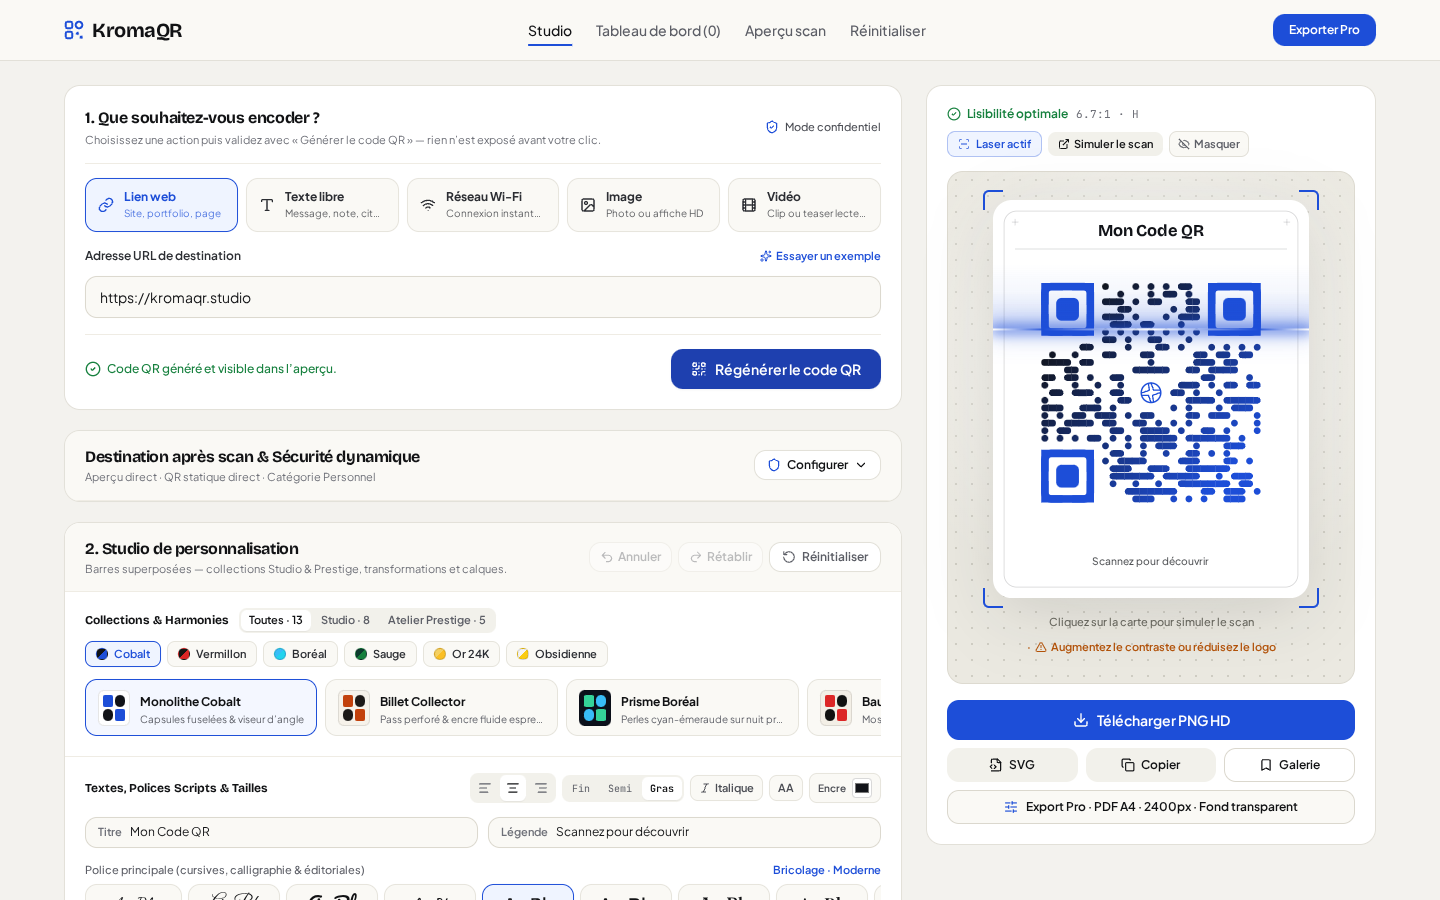 KromaQR
Studio
Tableau de bord (0)
Aperçu scan
Réinitialiser
Exporter Pro
1. Que souhaitez-vous encoder ?
Choisissez une action puis validez avec « Générer le code QR » — rien n'est exposé avant votre clic.
Mode confidentiel
Lien web
Site, portfolio, page
Texte libre
Message, note, cit…
Réseau Wi-Fi
Connexion instant…
Image
Photo ou affiche HD
Vidéo
Clip ou teaser lecte…
Adresse URL de destination
Essayer un exemple
https://kromaqr.studio
Code QR généré et visible dans l'aperçu.
Régénérer le code QR
Destination après scan & Sécurité dynamique
Aperçu direct · QR statique direct · Catégorie Personnel
Configurer
2. Studio de personnalisation
Barres superposées — collections Studio & Prestige, transformations et calques.
Annuler
Rétablir
Réinitialiser
Collections & Harmonies
Toutes · 13
Studio · 8
Atelier Prestige · 5
Cobalt
Vermillon
Boréal
Sauge
Or 24K
Obsidienne
Monolithe Cobalt
Capsules fuselées & viseur d'angle
Billet Collector
Pass perforé & encre fluide expre…
Prisme Boréal
Perles cyan-émeraude sur nuit pr…
Bau
Mos
Textes, Polices Scripts & Tailles
Fin
Semi
Gras
Italique
AA
Encre
Titre Mon Code QR
Légende Scannez pour découvrir
Police principale (cursives, calligraphie & éditoriales)
Bricolage · Moderne
Lisibilité optimale 6.7:1 · H
Laser actif
Simuler le scan
Masquer
Mon Code QR
Scannez pour découvrir
Cliquez sur la carte pour simuler le scan
· Augmentez le contraste ou réduisez le logo
Télécharger PNG HD
SVG
Copier
Galerie
Export Pro · PDF A4 · 2400px · Fond transparent